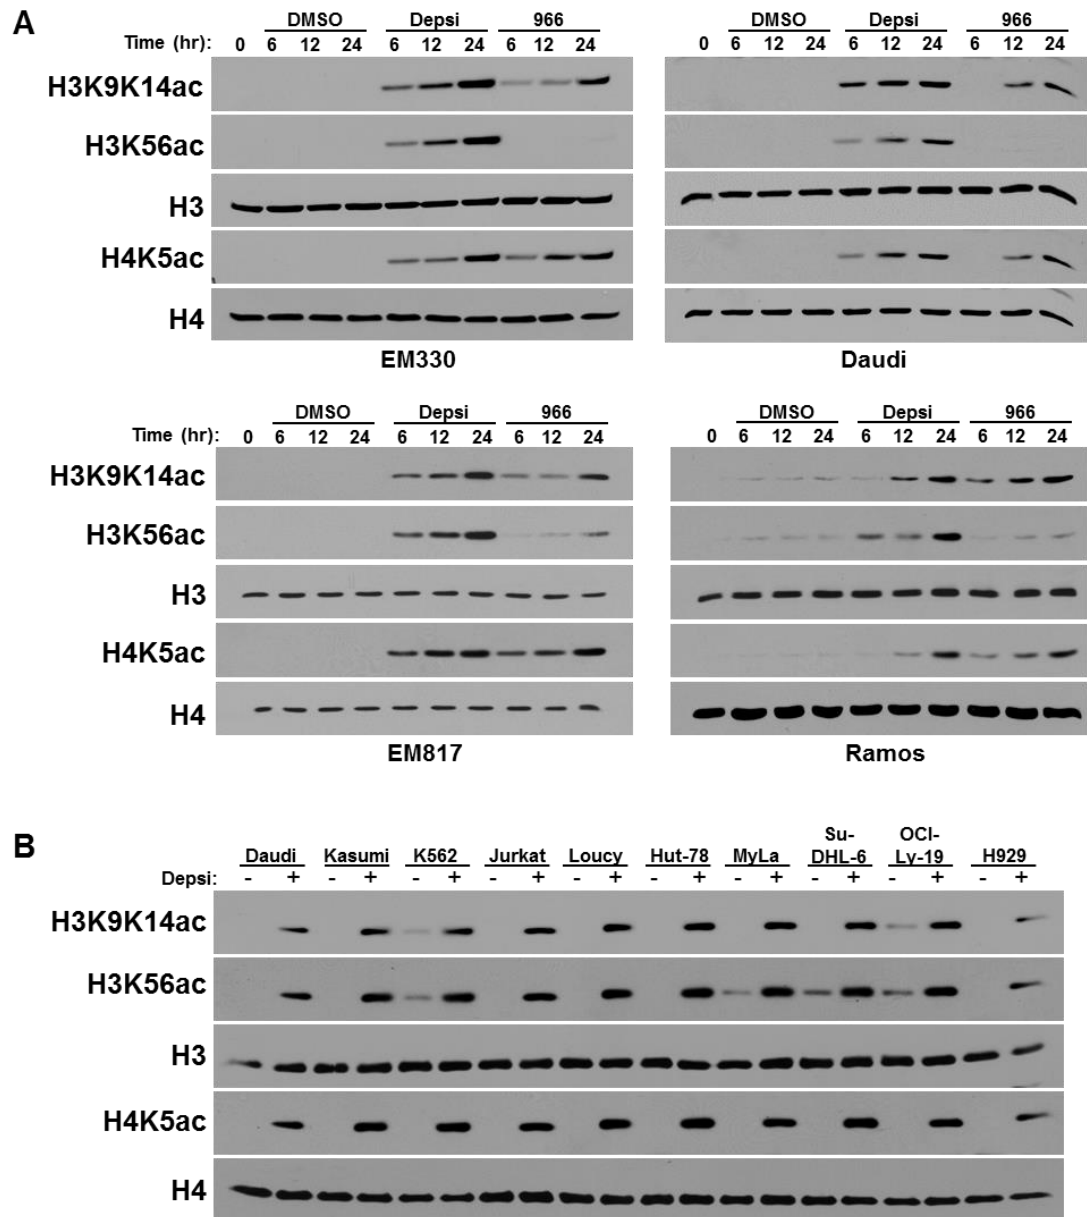 A
DMSO Depsi 966 DMSO Depsi 966
Time (hr): 0 6 12 24 6 12 24 6 12 24 0 6 12 24 6 12 24 6 12 24
H3K9K14ac
H3K56ac
H3
H4K5ac
H4
EM330 Daudi
DMSO Depsi 966 DMSO Depsi 966
Time (hr): 0 6 12 24 6 12 24 6 12 24 0 6 12 24 6 12 24 6 12 24
H3K9K14ac
H3K56ac
H3
H4K5ac
H4
EM817 Ramos
B
Su- OCI-
Daudi Kasumi K562 Jurkat Loucy Hut-78 MyLa DHL-6 Ly-19 H929
Depsi: - + - + - + - + - + - + - + - + - + - +
H3K9K14ac
H3K56ac
H3
H4K5ac
H4